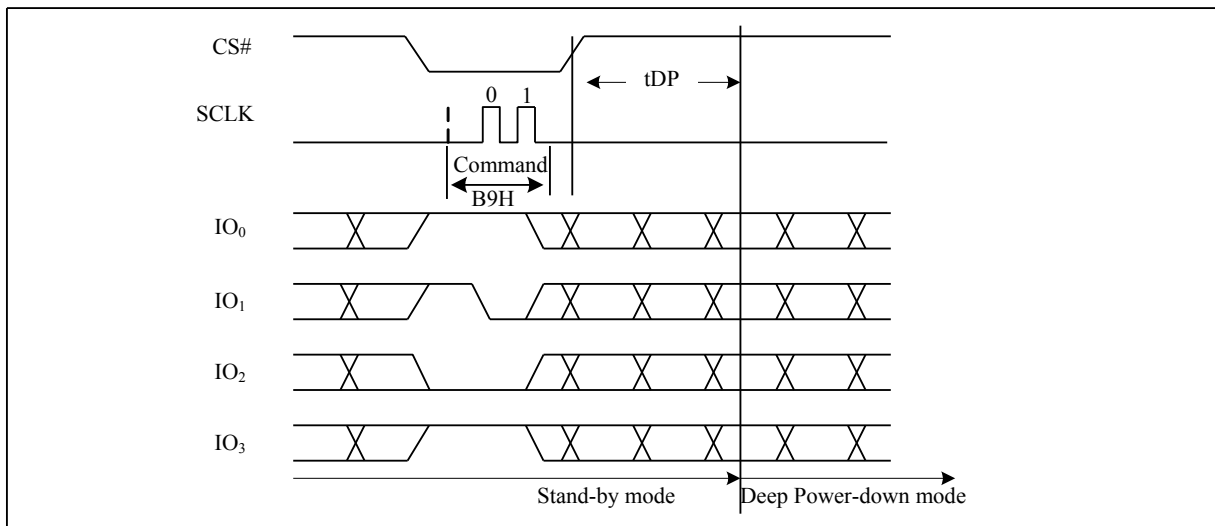 CS#
tDP
SCLK
0 1
Command
B9H
IO₀
IO₁
IO₂
IO₃
Stand-by mode
Deep Power-down mode